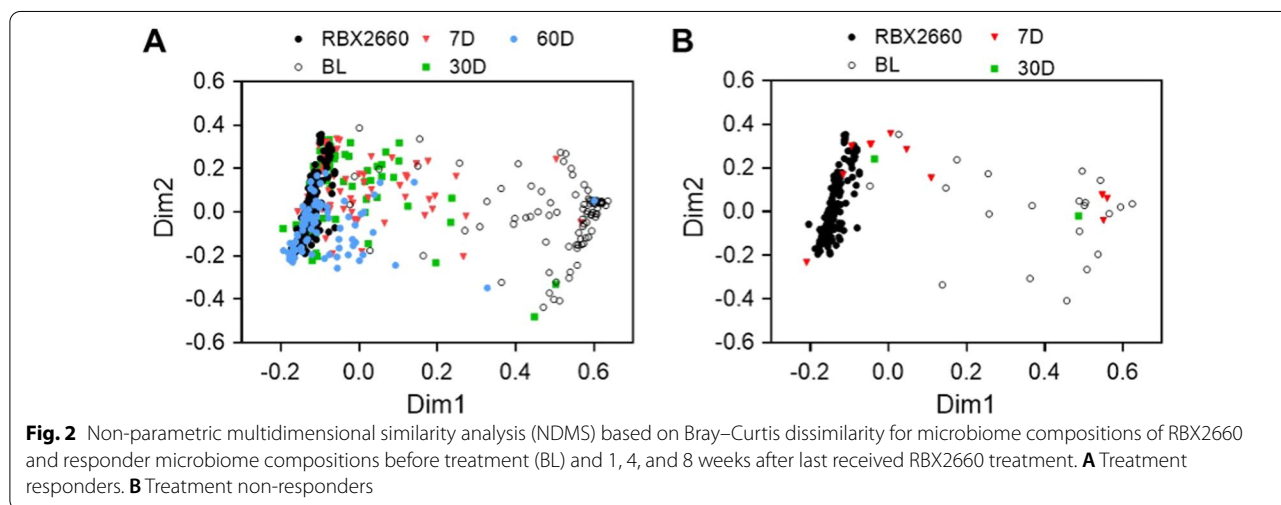 A
RBX2660 7D 60D
BL 30D
0.6
0.4
0.2
0.0
-0.2
-0.4
-0.6
Dim2
-0.2 0.0 0.2 0.4 0.6
Dim1
B
RBX2660 7D
BL 30D
0.6
0.4
0.2
0.0
-0.2
-0.4
-0.6
Dim2
-0.2 0.0 0.2 0.4 0.6
Dim1
Fig. 2 Non-parametric multidimensional similarity analysis (NDMS) based on Bray–Curtis dissimilarity for microbiome compositions of RBX2660
and responder microbiome compositions before treatment (BL) and 1, 4, and 8 weeks after last received RBX2660 treatment. A Treatment
responders. B Treatment non-responders